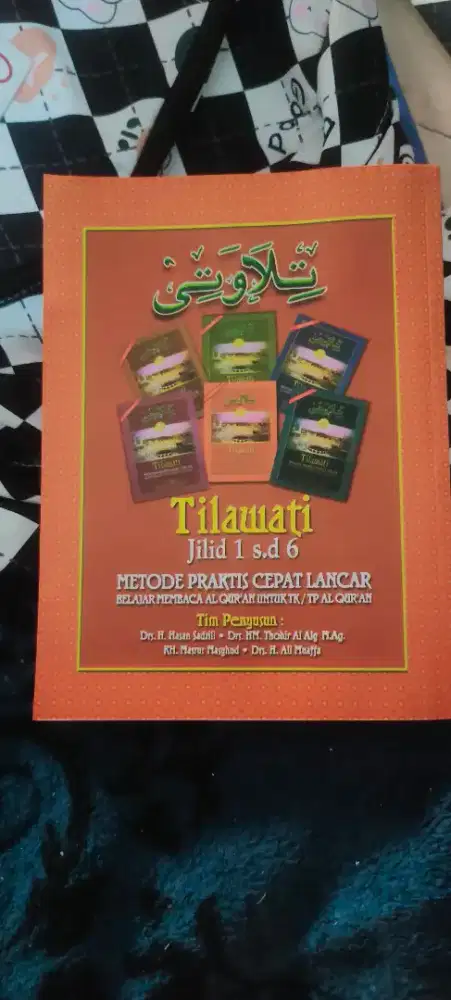 تِلَاوَتِى
Tilawati
Jilid 1 s.d 6
METODE PRAKTIS CEPAT LANCAR
BELAJAR MEMBACA AL QUR'AN UNTUK TK / TP AL QUR'AN
Tim Penyusun :
Drs. H. Hasan Sadzili • Drs. HM. Thohir Al Aly M.Ag.
KH. Masrur Masyhud • Drs. H. Ali Muaffa